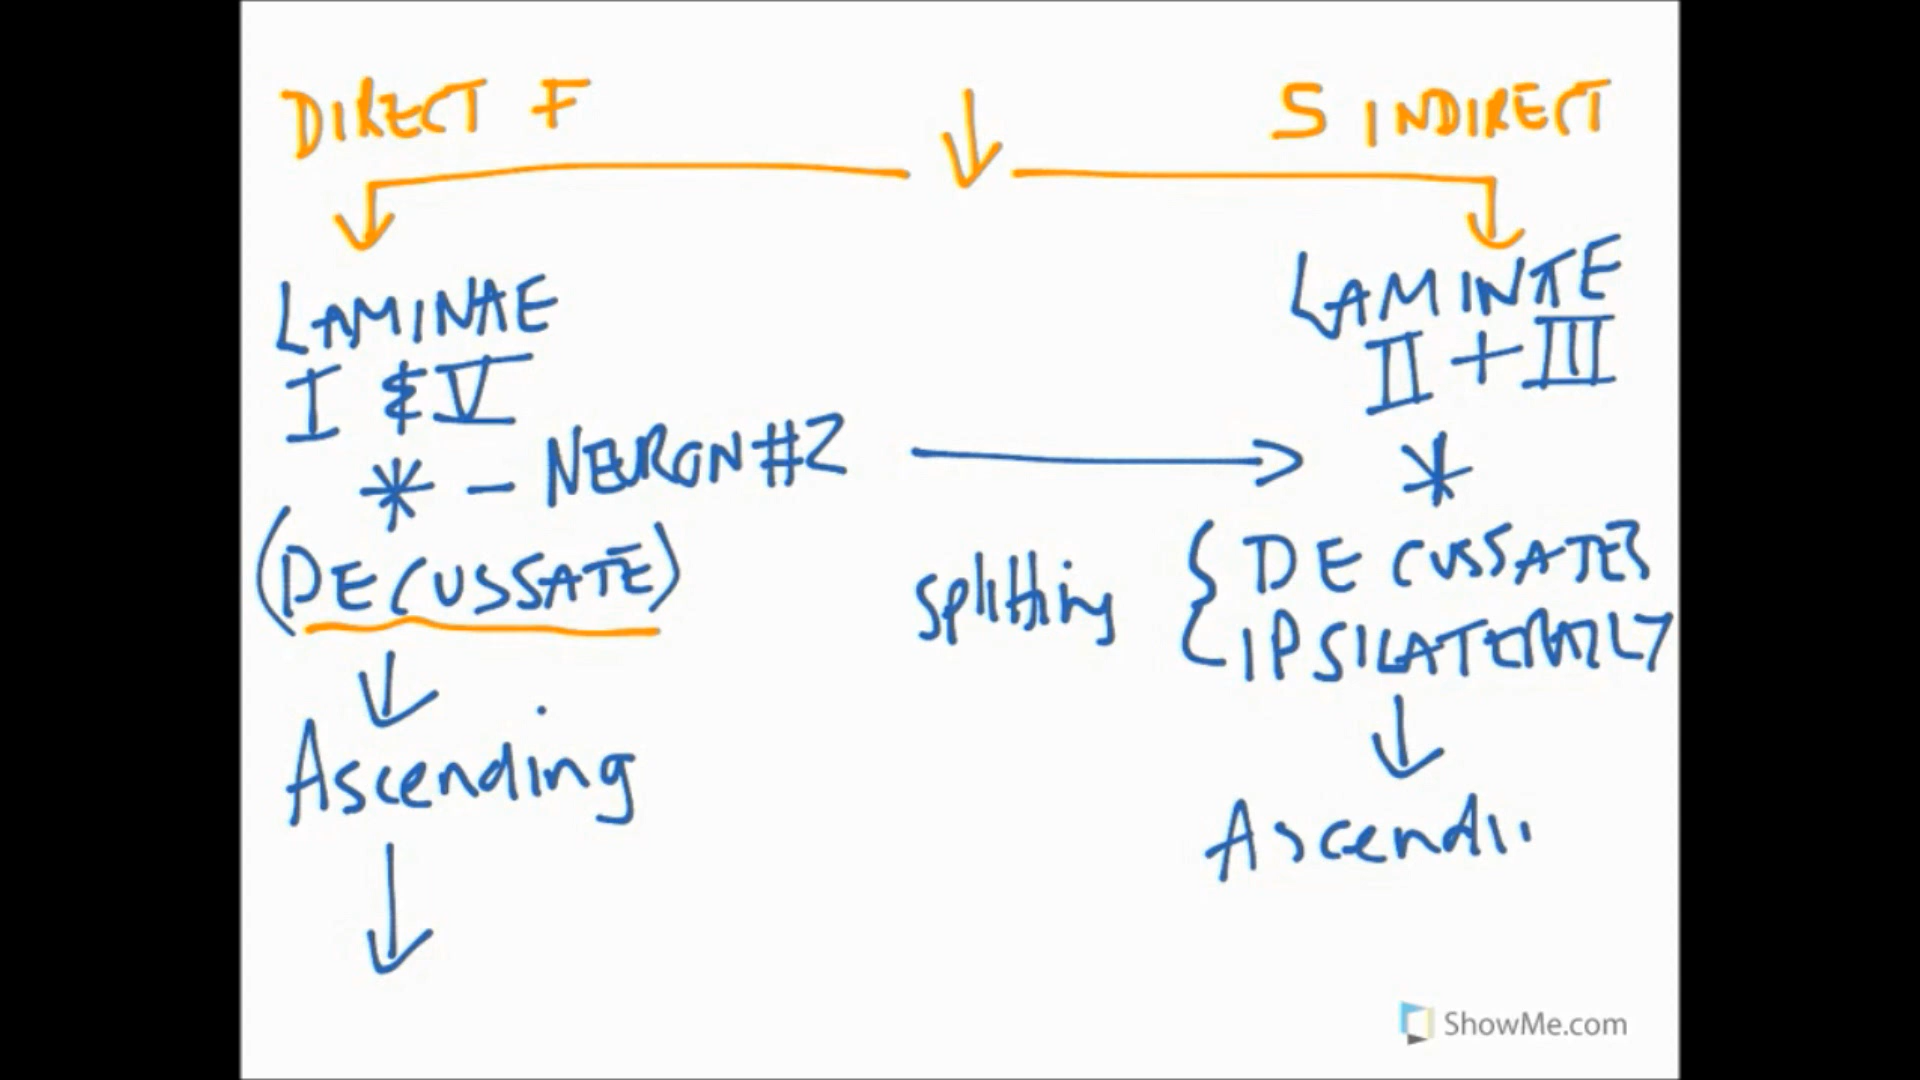 DIRECT F
S INDIRECT
LAMINAE
I & V
* - NEURON #2
(DECUSSATE)
Ascending
splitting
LAMINAE
II + III
*
{ DECUSSATES
{ IPSILATERALLY
Ascendi
ShowMe.com